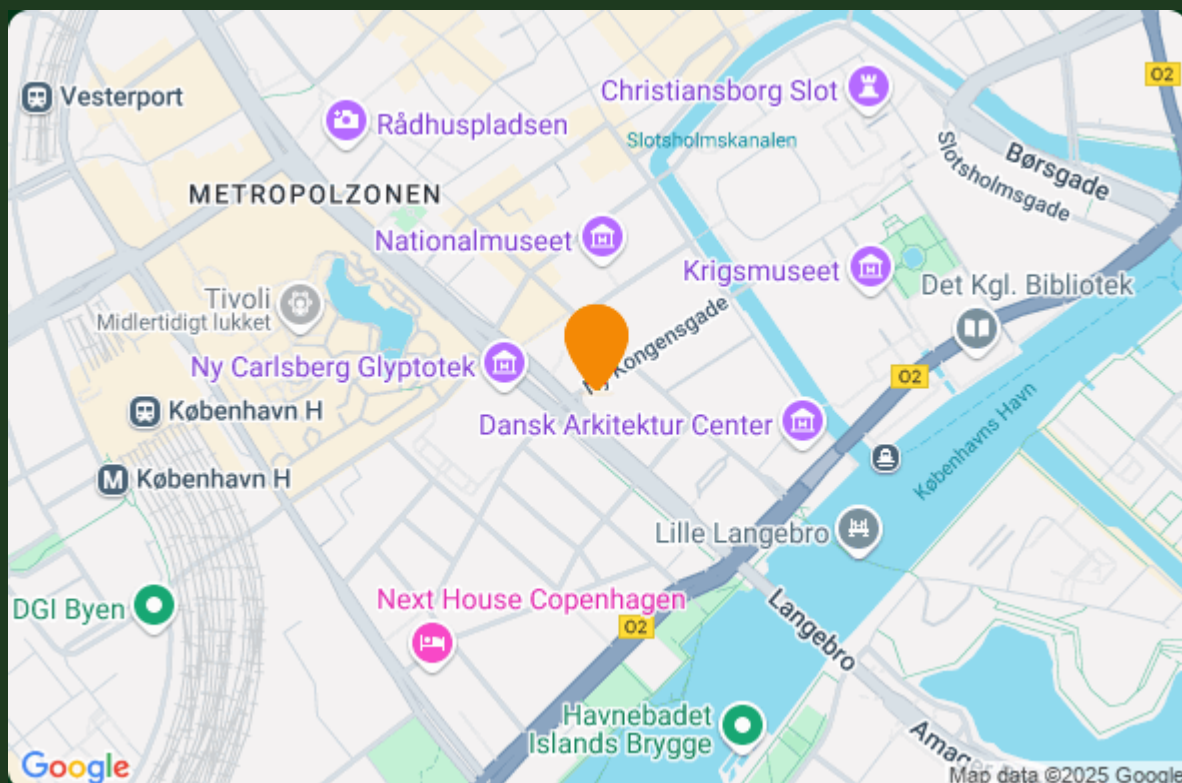 Vesterport
Christiansborg Slot
O2
Rådhuspladsen
Slotsholmskanalen
Børsgade
Slotsholmsgade
METROPOLZONEN
Nationalmuseet
Krigsmuseet
Det Kgl. Bibliotek
Tivoli
Midlertidigt lukket
Kongensgade
Ny Carlsberg Glyptotek
O2
København H
Dansk Arkitektur Center
Københavns Havn
M København H
Lille Langebro
DGI Byen
Next House Copenhagen
O2
Langebro
Havnebadet
Islands Brygge
Google
Map data ©2025 Google